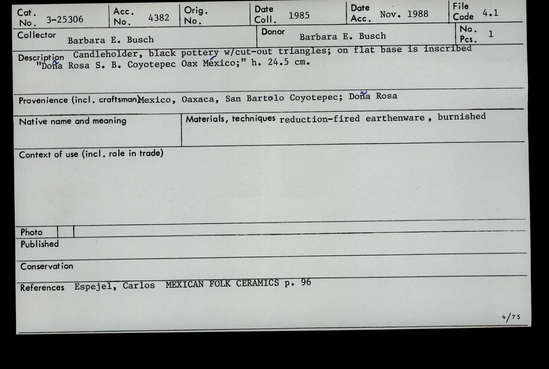 Cat. No. 3-25306 Acc. No. 4382 Orig. No. Date Coll. 1985 Date Acc. Nov. 1988 File Code 4.1
Collector Barbara E. Busch Donor Barbara E. Busch No. Pcs. 1
Description Candleholder, black pottery w/cut-out triangles; on flat base is inscribed
"Doña Rosa S. B. Coyotepec Oax México;" h. 24.5 cm.
Provenience (incl. craftsman) Mexico, Oaxaca, San Bartolo Coyotepec; Doña Rosa
Native name and meaning Materials, techniques reduction-fired earthenware, burnished
Context of use (incl. role in trade)
Photo
Published
Conservation
References Espejel, Carlos MEXICAN FOLK CERAMICS p. 96
4/75